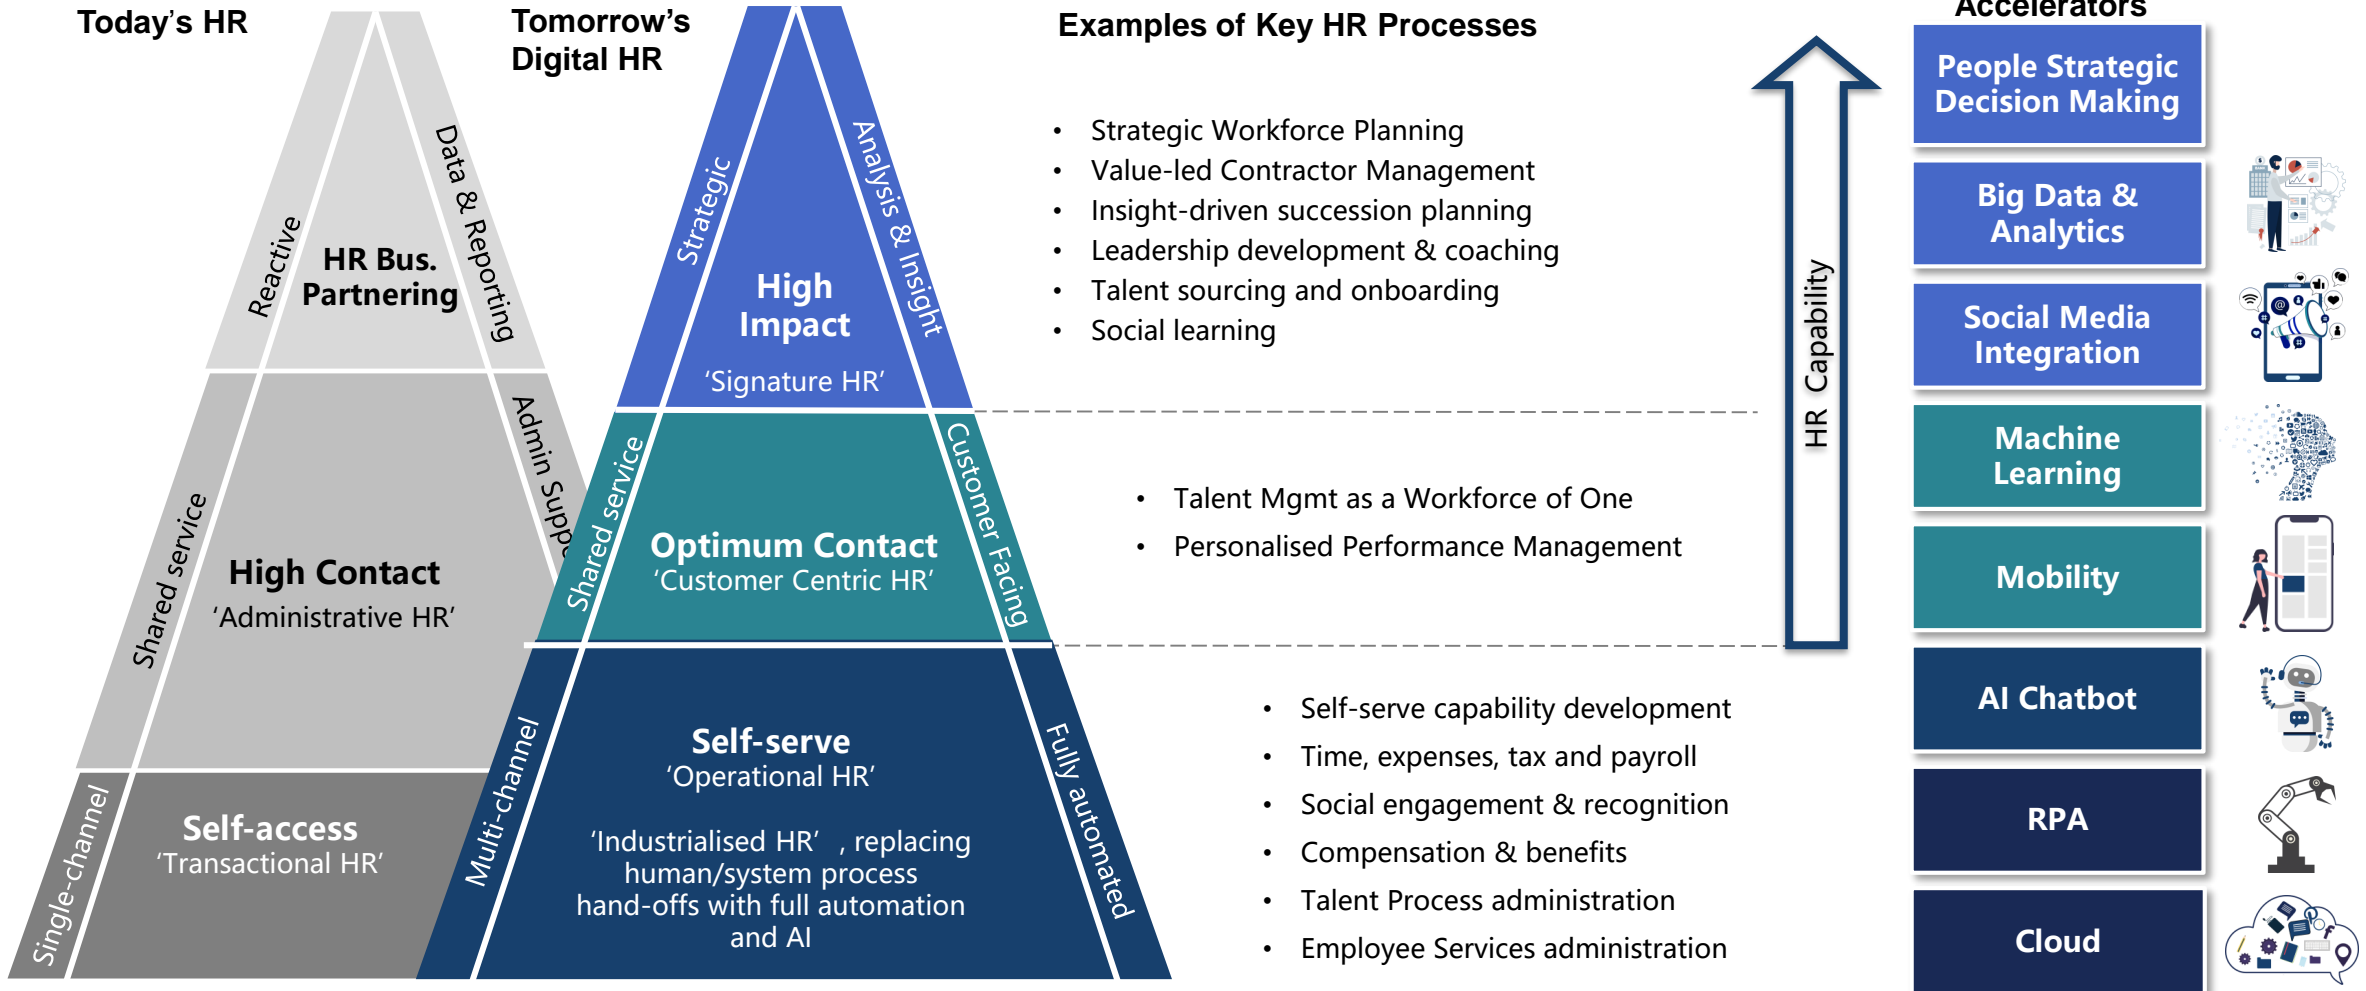 Today's HR
Reactive
HR Bus.
Partnering
Data & Reporting
Shared service
High Contact
'Administrative HR'
Admin
Single-channel
Self-access
'Transactional HR'
Tomorrow's
Digital HR
Strategic
High
Impact
'Signature HR'
Analysis & Insight
Shared service
Optimum Contact
'Customer Centric HR'
Customer Facing
Multi-channel
Self-serve
'Operational HR'
'Industrialised HR' , replacing
human/system process
hand-offs with full automation
and AI
Fully automated
Examples of Key HR Processes
• Strategic Workforce Planning
• Value-led Contractor Management
• Insight-driven succession planning
• Leadership development & coaching
• Talent sourcing and onboarding
• Social learning
• Talent Mgmt as a Workforce of One
• Personalised Performance Management
• Self-serve capability development
• Time, expenses, tax and payroll
• Social engagement & recognition
• Compensation & benefits
• Talent Process administration
• Employee Services administration
HR Capability
Accelerators
People Strategic
Decision Making
Big Data &
Analytics
Social Media
Integration
Machine
Learning
Mobility
AI Chatbot
RPA
Cloud